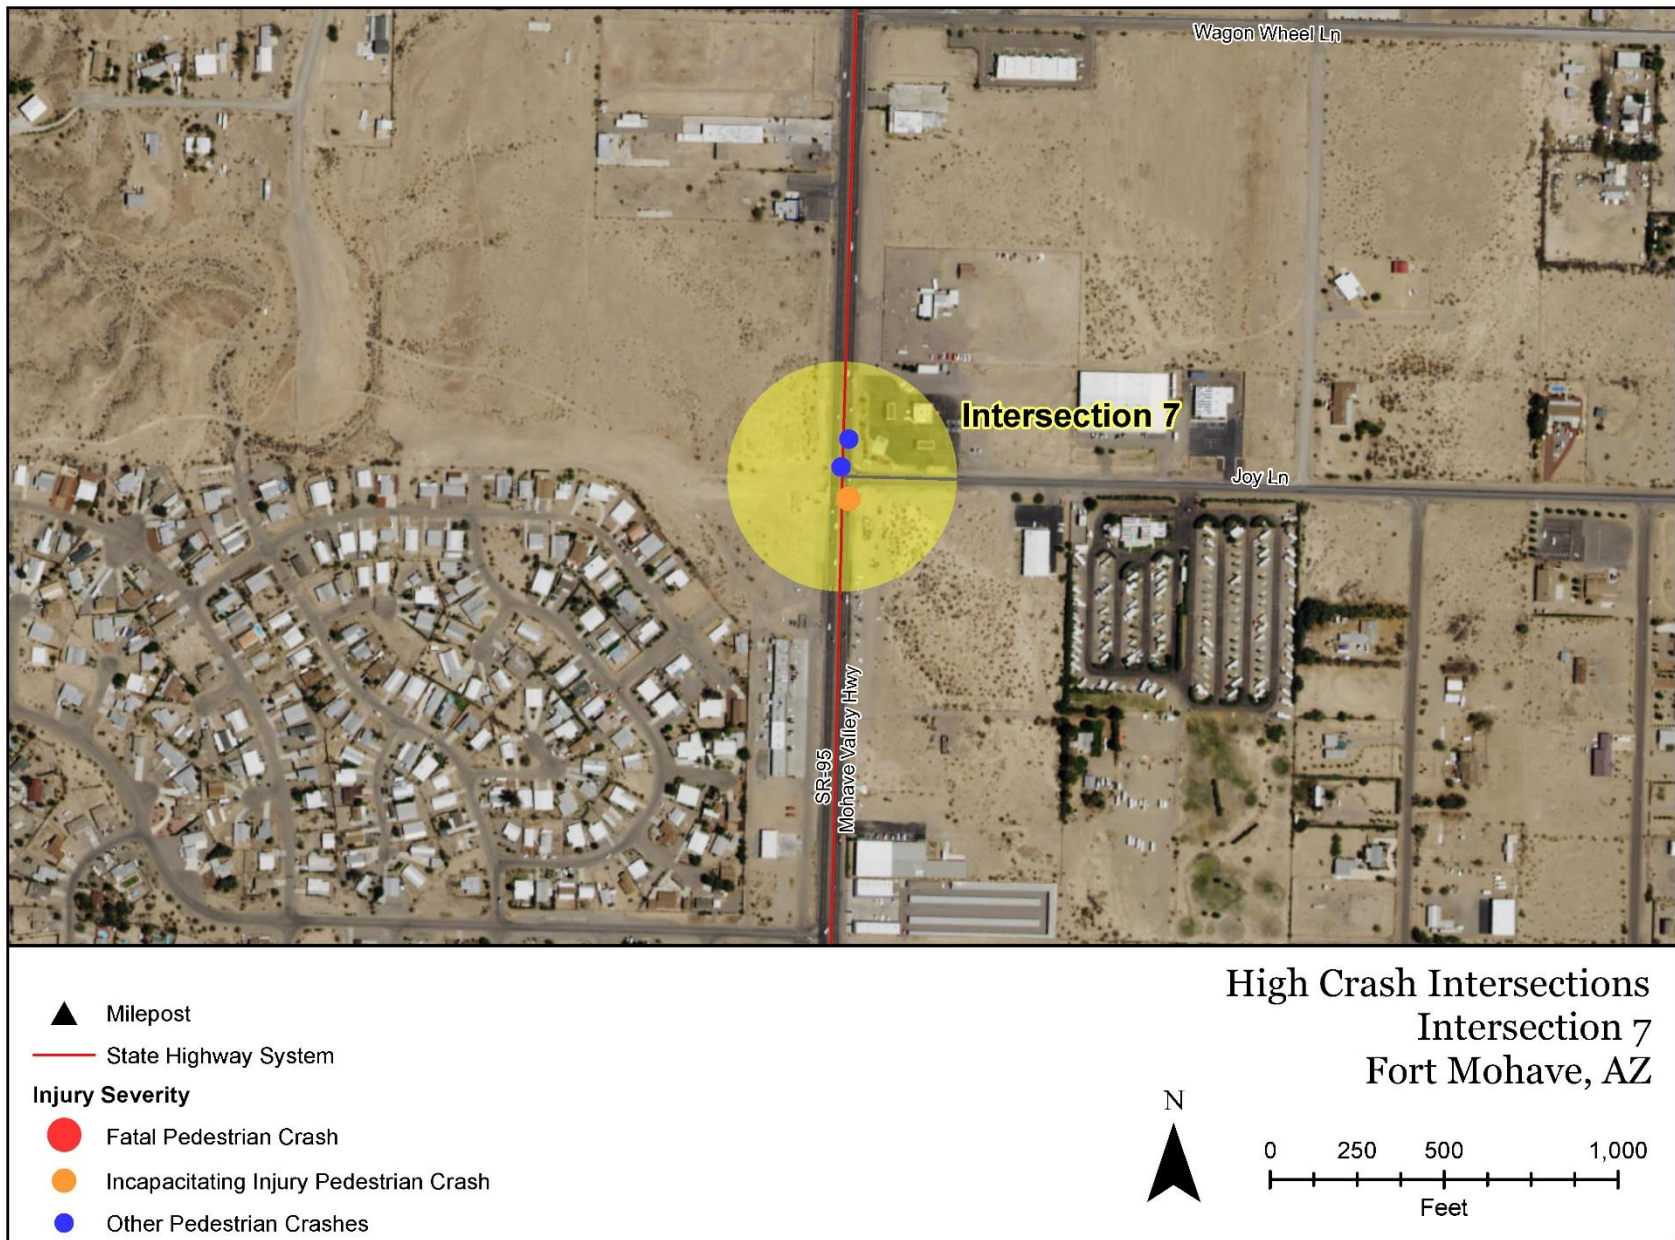 Wagon Wheel Ln
Intersection 7
Joy Ln
SR-95
Mohave Valley Hwy
Milepost
State Highway System
Injury Severity
Fatal Pedestrian Crash
Incapacitating Injury Pedestrian Crash
Other Pedestrian Crashes
High Crash Intersections
Intersection 7
Fort Mohave, AZ
N
0 250 500 1,000
Feet